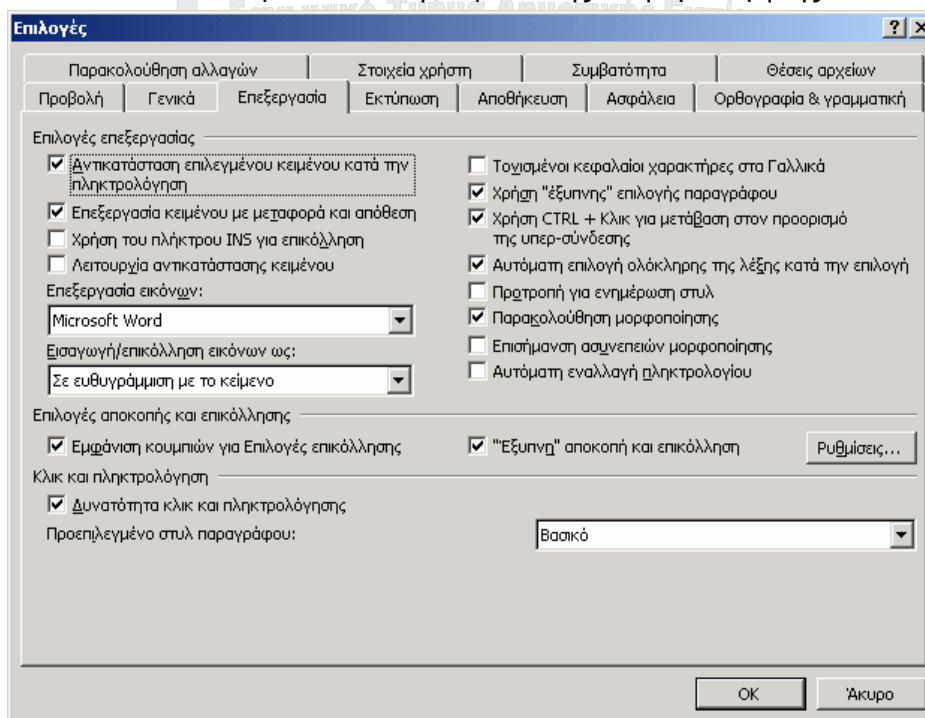 Επιλογές
Παρακολούθηση αλλαγών Στοιχεία χρήστη Συμβατότητα Θέσεις αρχείων
Προβολή Γενικά Επεξεργασία Εκτύπωση Αποθήκευση Ασφάλεια Ορθογραφία & γραμματική
Επιλογές επεξεργασίας
Αντικατάσταση επιλεγμένου κειμένου κατά την
πληκτρολόγηση
Επεξεργασία κειμένου με μεταφορά και απόθεση
Χρήση του πλήκτρου INS για επικόλληση
Λειτουργία αντικατάστασης κειμένου
Επεξεργασία εικόνων:
Microsoft Word
Εισαγωγή/επικόλληση εικόνων ως:
Σε ευθυγράμμιση με το κείμενο
Τονισμένοι κεφαλαίοι χαρακτήρες στα Γαλλικά
Χρήση "έξυπνης" επιλογής παραγράφου
Χρήση CTRL + Κλικ για μετάβαση στον προορισμό
της υπερ-σύνδεσης
Αυτόματη επιλογή ολόκληρης της λέξης κατά την επιλογή
Προτροπή για ενημέρωση στυλ
Παρακολούθηση μορφοποίησης
Επισήμανση ασυνεπειών μορφοποίησης
Αυτόματη εναλλαγή πληκτρολογίου
Επιλογές αποκοπής και επικόλλησης
Εμφάνιση κουμπιών για Επιλογές επικόλλησης
"Έξυπνη" αποκοπή και επικόλληση
Ρυθμίσεις...
Κλικ και πληκτρολόγηση
Δυνατότητα κλικ και πληκτρολόγησης
Προεπιλεγμένο στυλ παραγράφου: Βασικό
OK Άκυρο